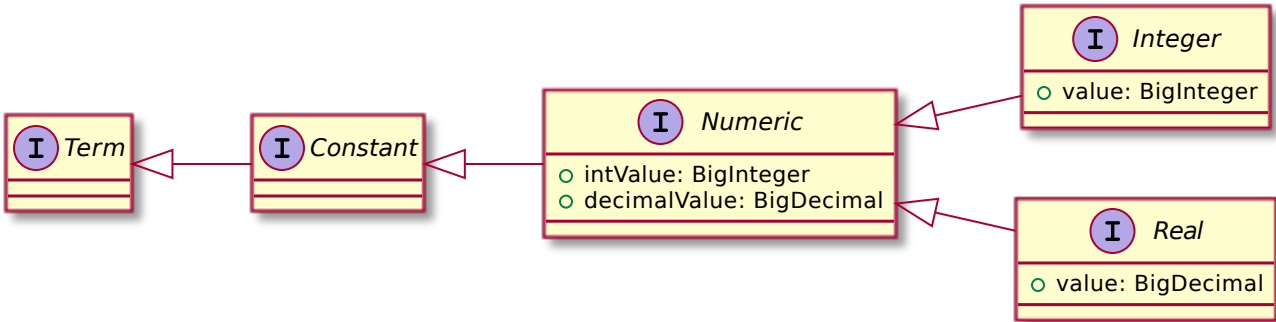 I Term
I Constant
I Numeric
intValue: BigInteger
decimalValue: BigDecimal
I Integer
value: BigInteger
I Real
value: BigDecimal